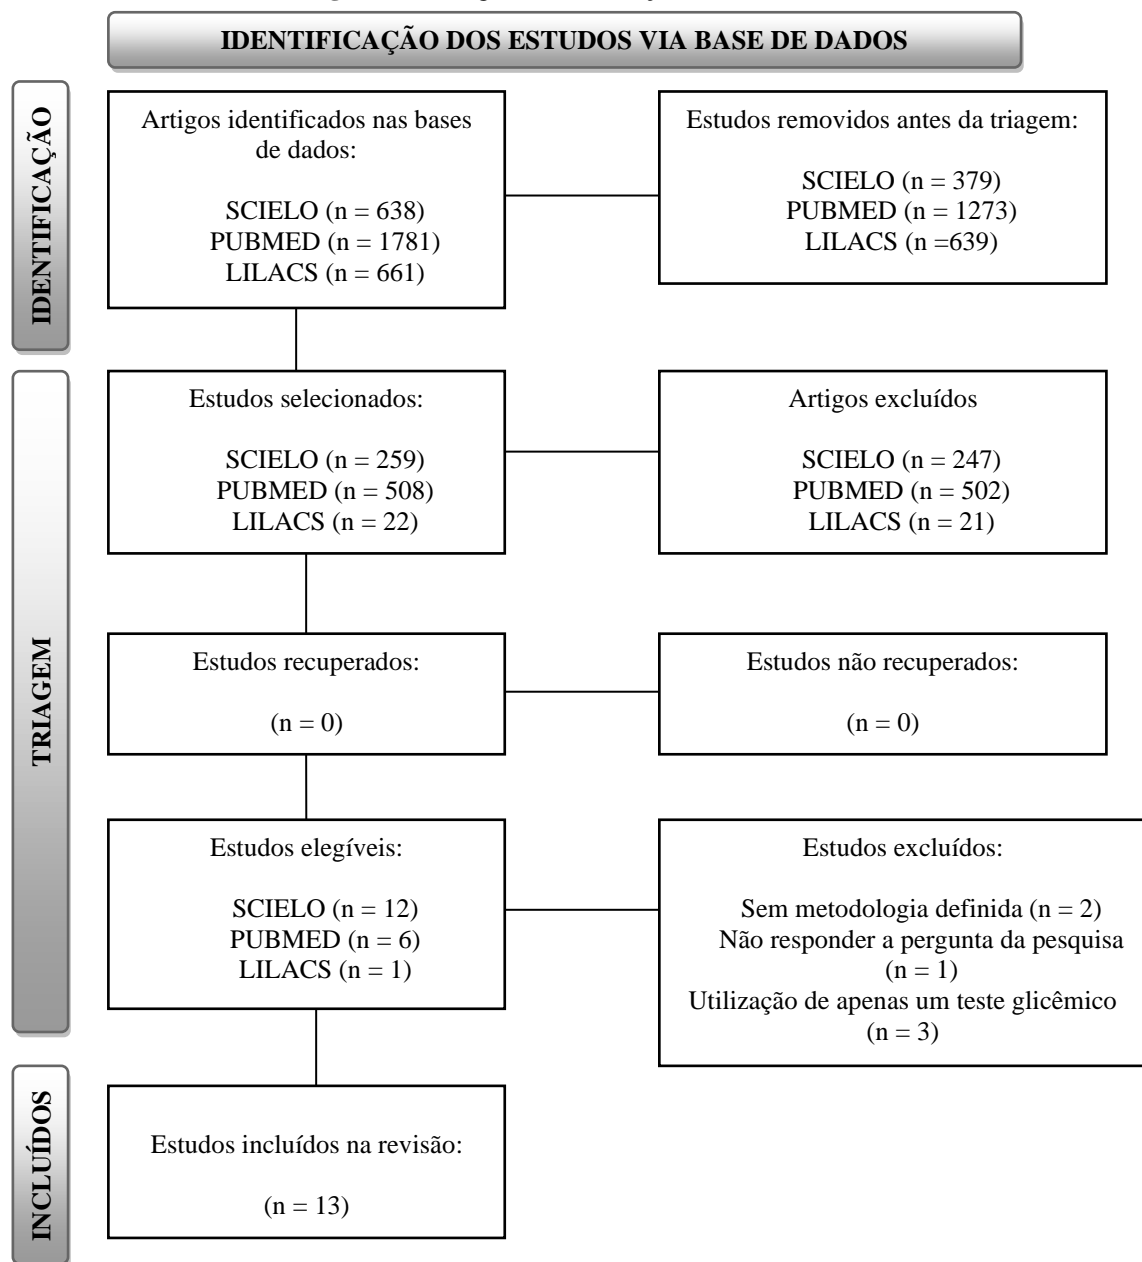 IDENTIFICAÇÃO DOS ESTUDOS VIA BASE DE DADOS
IDENTIFICAÇÃO
Artigos identificados nas bases
de dados:
SCIELO (n = 638)
PUBMED (n = 1781)
LILACS (n = 661)
Estudos removidos antes da triagem:
SCIELO (n = 379)
PUBMED (n = 1273)
LILACS (n =639)
TRIAGEM
Estudos selecionados:
SCIELO (n = 259)
PUBMED (n = 508)
LILACS (n = 22)
Artigos excluídos
SCIELO (n = 247)
PUBMED (n = 502)
LILACS (n = 21)
Estudos recuperados:
(n = 0)
Estudos não recuperados:
(n = 0)
Estudos elegíveis:
SCIELO (n = 12)
PUBMED (n = 6)
LILACS (n = 1)
Estudos excluídos:
Sem metodologia definida (n = 2)
Não responder a pergunta da pesquisa
(n = 1)
Utilização de apenas um teste glicêmico
(n = 3)
INCLUÍDOS
Estudos incluídos na revisão:
(n = 13)